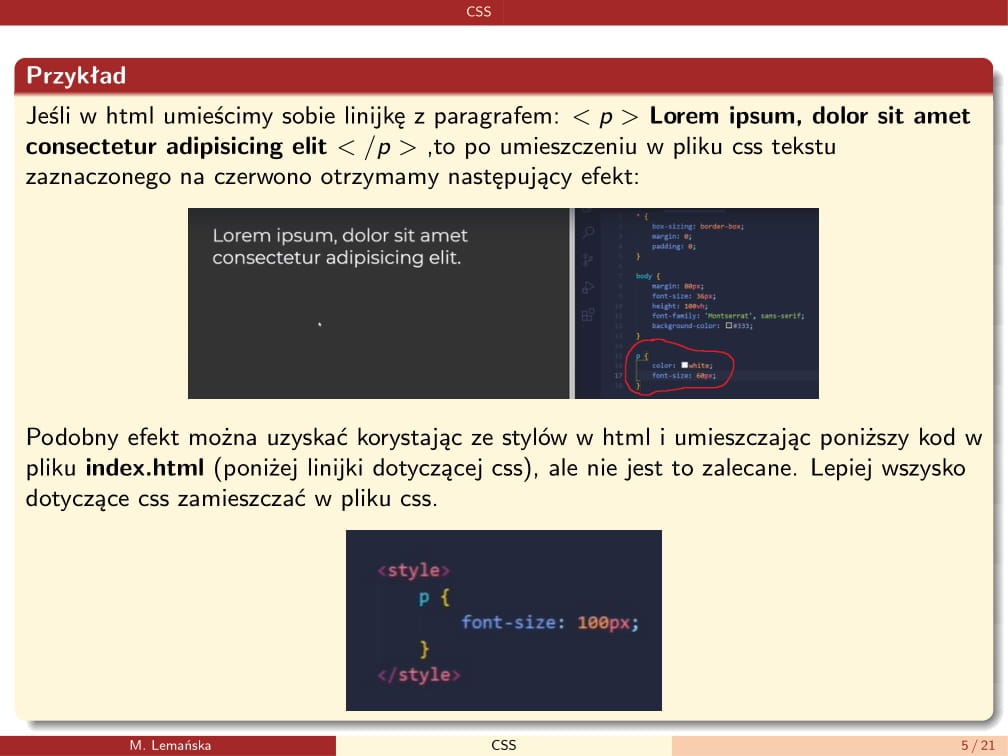 CSS
Przykład
Jeśli w html umieścimy sobie linijkę z paragrafem: < p > Lorem ipsum, dolor sit amet
consectetur adipisicing elit < /p > ,to po umieszczeniu w pliku css tekstu
zaznaczonego na czerwono otrzymamy następujący efekt:
Lorem ipsum, dolor sit amet
consectetur adipisicing elit.
* {
box-sizing: border-box;
margin: 0;
padding: 0;
}
body {
margin: 80px;
font-size: 36px;
height: 100vh;
font-family: 'Montserrat', sans-serif;
background-color: #333;
}
p {
color: white;
17 font-size: 60px;
}
Podobny efekt można uzyskać korystając ze stylów w html i umieszczając poniższy kod w
pliku index.html (poniżej linijki dotyczącej css), ale nie jest to zalecane. Lepiej wszysko
dotyczące css zamieszczać w pliku css.
<style>
p {
font-size: 100px;
}
</style>
M. Lemańska
CSS
5 / 21